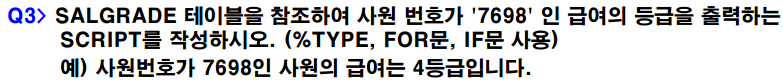 Q3> SALGRADE 테이블을 참조하여 사원 번호가 '7698' 인 급여의 등급을 출력하는
SCRIPT를 작성하시오. (%TYPE, FOR문, IF문 사용)
예) 사원번호가 7698인 사원의 급여는 4등급입니다.